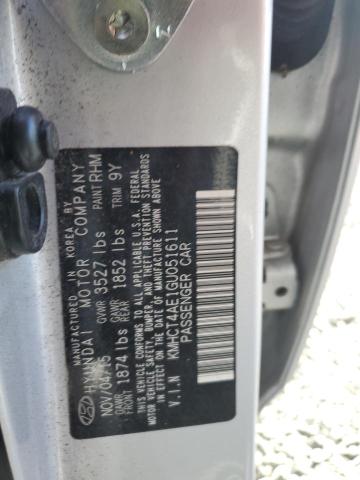 MANUFACTURED IN KOREA BY
HYUNDAI MOTOR COMPANY
NOV/04/15 GVWR 3527 lbs PAINT RHM
GAWR FRONT 1874 lbs GAWR REAR 1852 lbs TRIM 9Y
THIS VEHICLE CONFORMS TO ALL APPLICABLE U.S.A. FEDERAL
MOTOR VEHICLE SAFETY, BUMPER, AND THEFT PREVENTION STANDARDS
IN EFFECT ON THE DATE OF MANUFACTURE SHOWN ABOVE.
V.I.N KMHCT4AE1GU051611
PASSENGER CAR